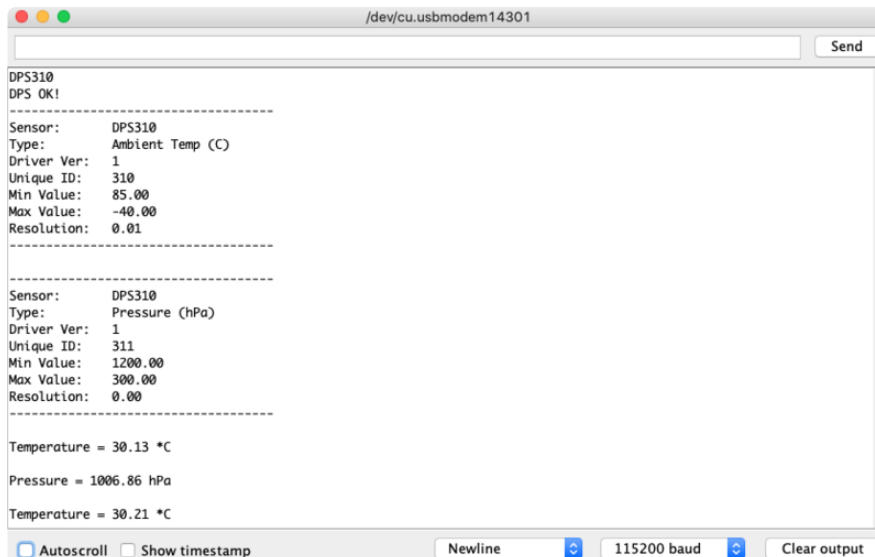 /dev/cu.usbmodem14301
Send
DPS310
DPS OK!
------------------------------------
Sensor:       DPS310
Type:         Ambient Temp (C)
Driver Ver:   1
Unique ID:    310
Min Value:    85.00
Max Value:    -40.00
Resolution:   0.01
------------------------------------
------------------------------------
Sensor:       DPS310
Type:         Pressure (hPa)
Driver Ver:   1
Unique ID:    311
Min Value:    1200.00
Max Value:    300.00
Resolution:   0.00
------------------------------------
Temperature = 30.13 *C
Pressure = 1006.86 hPa
Temperature = 30.21 *C
Autoscroll Show timestamp Newline 115200 baud Clear output